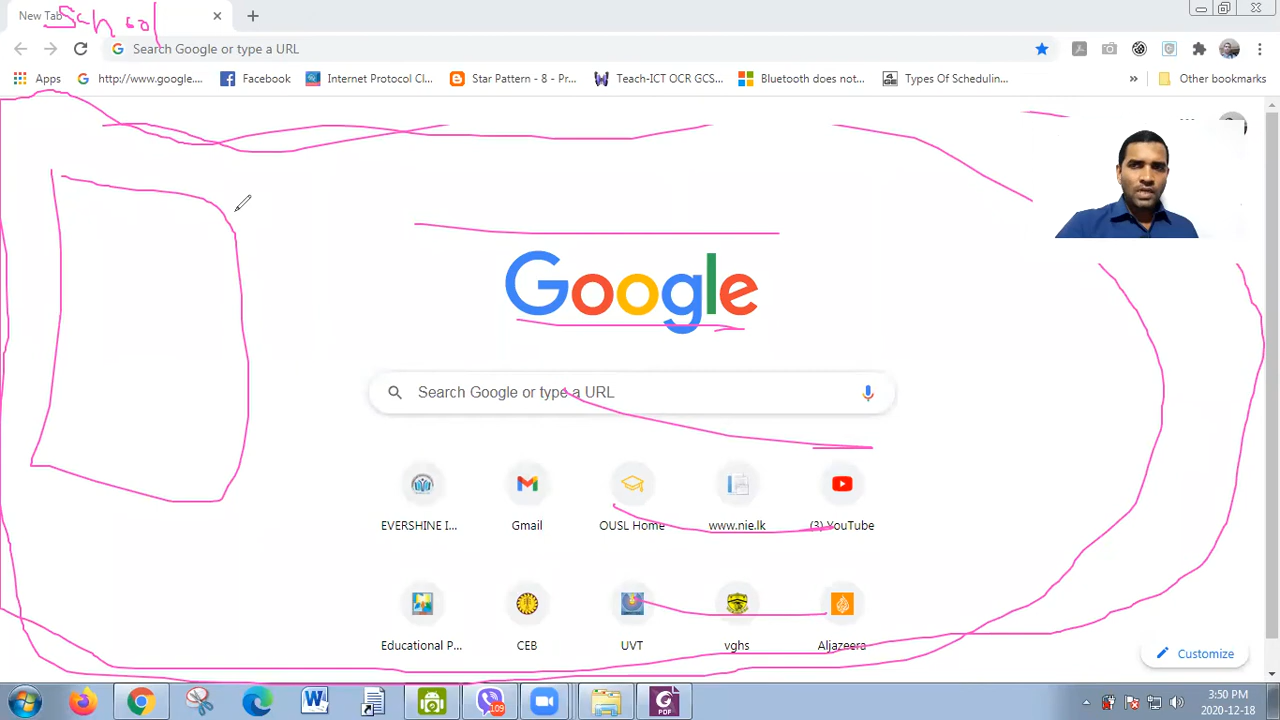 New Tab
School
Search Google or type a URL
Apps
http://www.google....
Facebook
Internet Protocol Cl...
Star Pattern - 8 - Pr...
Teach-ICT OCR GCS...
Bluetooth does not...
Types Of Schedulin...
»
Other bookmarks
Google
Search Google or type a URL
EVERSHINE I...
Gmail
OUSL Home
www.nie.lk
(3) YouTube
Educational P...
CEB
UVT
vghs
Aljazeera
Customize
W
109
PDF
3:50 PM
2020-12-18